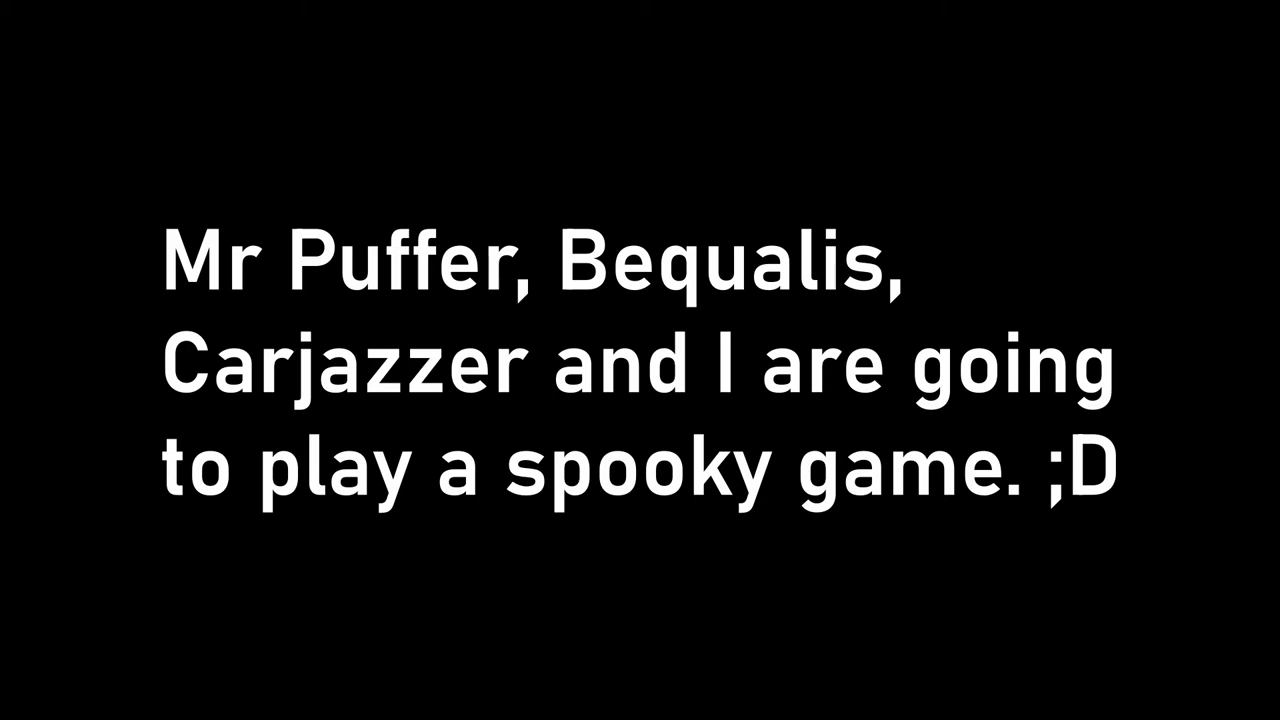 Mr Puffer, Bequalis,
Carjazzer and I are going
to play a spooky game. ;D